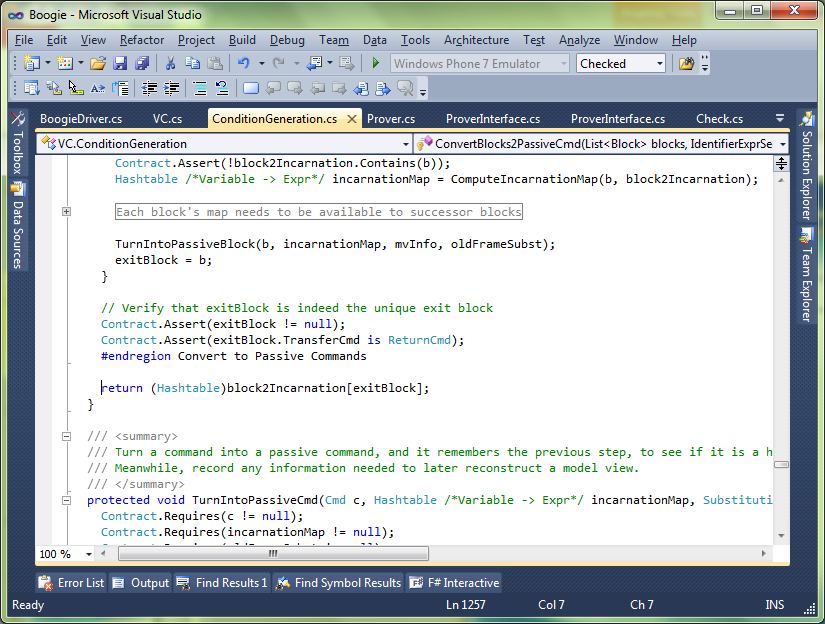 Boogie - Microsoft Visual Studio
File Edit View Refactor Project Build Debug Team Data Tools Architecture Test Analyze Window Help
Windows Phone 7 Emulator Checked
BoogieDriver.cs VC.cs ConditionGeneration.cs Prover.cs ProverInterface.cs ProverInterface.cs Check.cs
VC.ConditionGeneration ConvertBlocks2PassiveCmd(List<Block> blocks, IdentifierExprSe
Toolbox
Data Sources
Solution Explorer
Team Explorer
Contract.Assert(!block2Incarnation.Contains(b));
Hashtable /*Variable -> Expr*/ incarnationMap = ComputeIncarnationMap(b, block2Incarnation);
Each block's map needs to be available to successor blocks
TurnIntoPassiveBlock(b, incarnationMap, mvInfo, oldFrameSubst);
exitBlock = b;
}
// Verify that exitBlock is indeed the unique exit block
Contract.Assert(exitBlock != null);
Contract.Assert(exitBlock.TransferCmd is ReturnCmd);
#endregion Convert to Passive Commands
return (Hashtable)block2Incarnation[exitBlock];
}
/// <summary>
/// Turn a command into a passive command, and it remembers the previous step, to see if it is a h
/// Meanwhile, record any information needed to later reconstruct a model view.
/// </summary>
protected void TurnIntoPassiveCmd(Cmd c, Hashtable /*Variable -> Expr*/ incarnationMap, Substituti
Contract.Requires(c != null);
Contract.Requires(incarnationMap != null);
100 %
Error List Output Find Results 1 Find Symbol Results F# Interactive
Ready Ln 1257 Col 7 Ch 7 INS